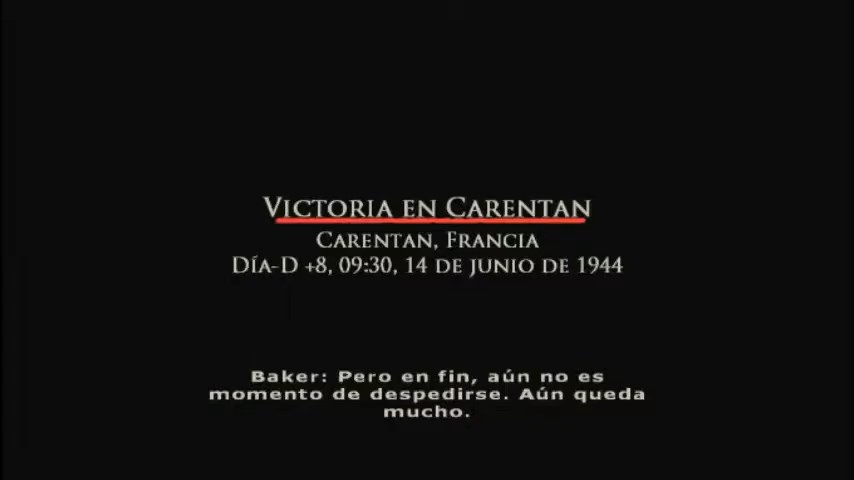 Victoria en Carentan
Carentan, Francia
Día-D +8, 09:30, 14 de junio de 1944
Baker: Pero en fin, aún no es
momento de despedirse. Aún queda
mucho.